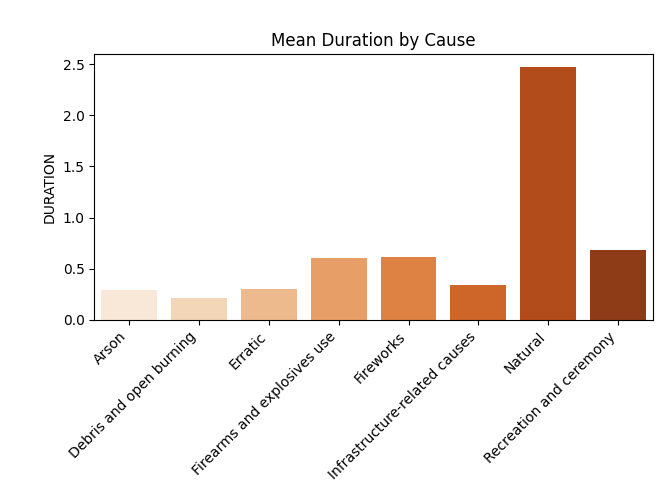 Mean Duration by Cause
DURATION
2.5
2.0
1.5
1.0
0.5
0.0
Arson
Debris and open burning
Erratic
Firearms and explosives use
Fireworks
Infrastructure-related causes
Natural
Recreation and ceremony